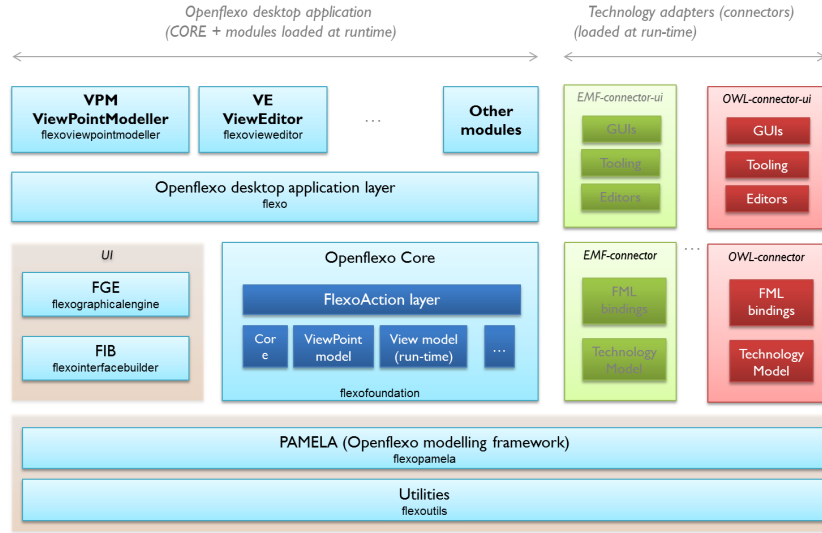 Openflexo desktop application
(CORE + modules loaded at runtime)
Technology adapters (connectors)
(loaded at run-time)
VPM
ViewPointModeller
flexoviewpointmodeller
VE
ViewEditor
flexovieweditor
...
Other
modules
EMF-connector-ui
GUIs
Tooling
Editors
OWL-connector-ui
GUIs
Tooling
Editors
Openflexo desktop application layer
flexo
UI
FGE
flexographicalengine
FIB
flexointerfacebuilder
Openflexo Core
FlexoAction layer
Cor
e
ViewPoint
model
View model
(run-time)
...
flexofoundation
EMF-connector
FML
bindings
Technology
Model
...
OWL-connector
FML
bindings
Technology
Model
PAMELA (Openflexo modelling framework)
flexopamela
Utilities
flexoutils